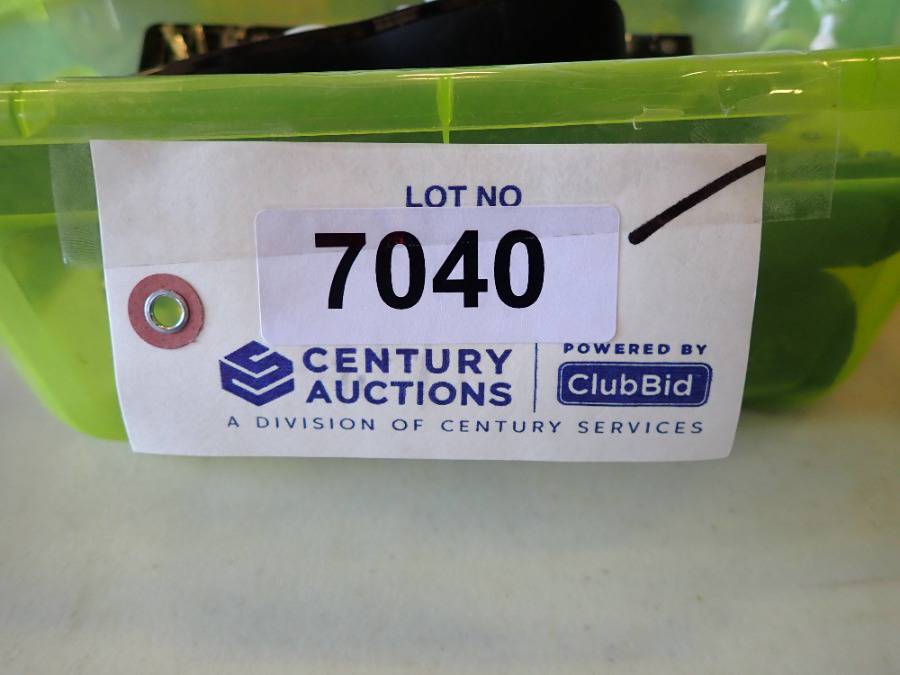 LOT NO
7040
CENTURY AUCTIONS
POWERED BY
ClubBid
A DIVISION OF CENTURY SERVICES